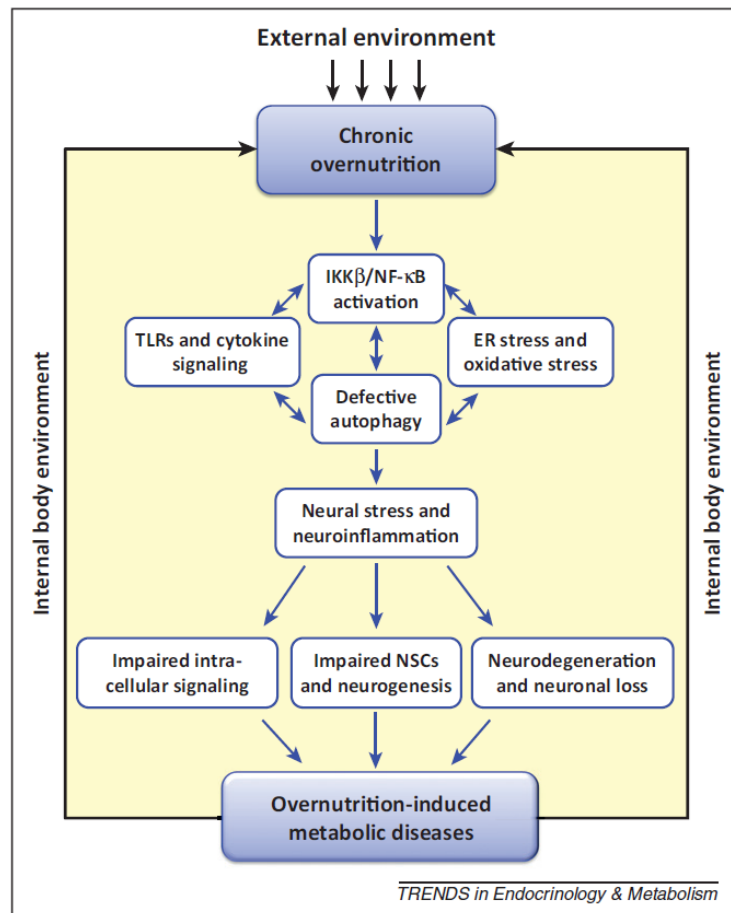 External environment
Chronic
overnutrition
IKKβ/NF-κB
activation
TLRs and cytokine
signaling
ER stress and
oxidative stress
Defective
autophagy
Internal body environment
Internal body environment
Neural stress and
neuroinflammation
Impaired intra-
cellular signaling
Impaired NSCs
and neurogenesis
Neurodegeneration
and neuronal loss
Overnutrition-induced
metabolic diseases
TRENDS in Endocrinology & Metabolism